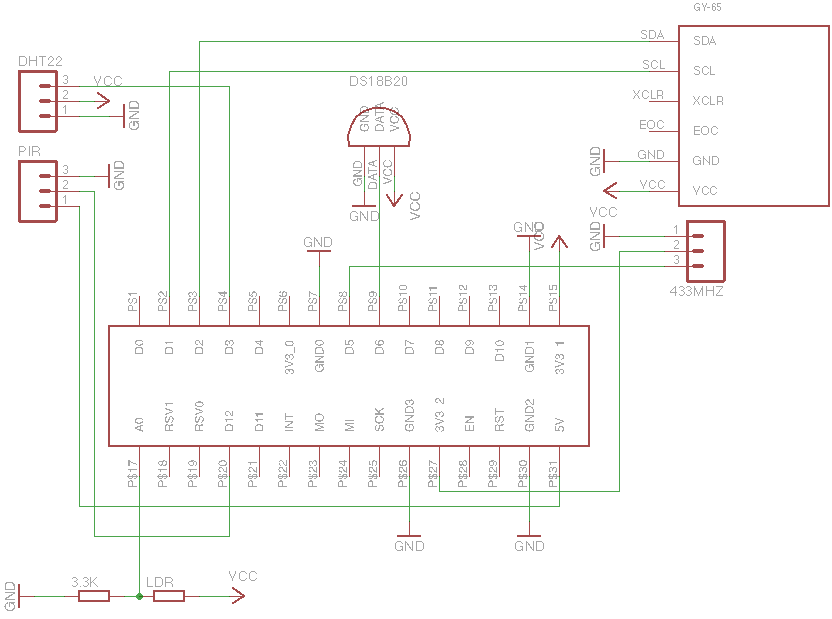 GY-65
SDA SDA
SCL SCL
XCLR XCLR
EOC EOC
GND GND GND
VCC VCC
VCC
DHT22
3 VCC
2
1 GND
PIR
3 GND
2
1
DS18B20
GND DATA VCC
GND DATA VCC
GND VCC
GND 1
2
3
433MHZ
GND
GND VCC
PS1 PS2 PS3 PS4 PS5 PS6 PS7 PS8 PS9 PS10 PS11 PS12 PS13 PS14 PS15
D0 D1 D2 D3 D4 3V3_0 GND0 D5 D6 D7 D8 D9 D10 GND1 3V3_1
A0 RSV1 RSV0 D12 D11 INT MO MI SCK GND3 3V3_2 EN RST GND2 5V
P$17 P$18 P$19 P$20 P$21 P$22 P$23 P$24 P$25 P$26 P$27 P$28 P$29 P$30 P$31
GND GND
GND 3.3K LDR VCC